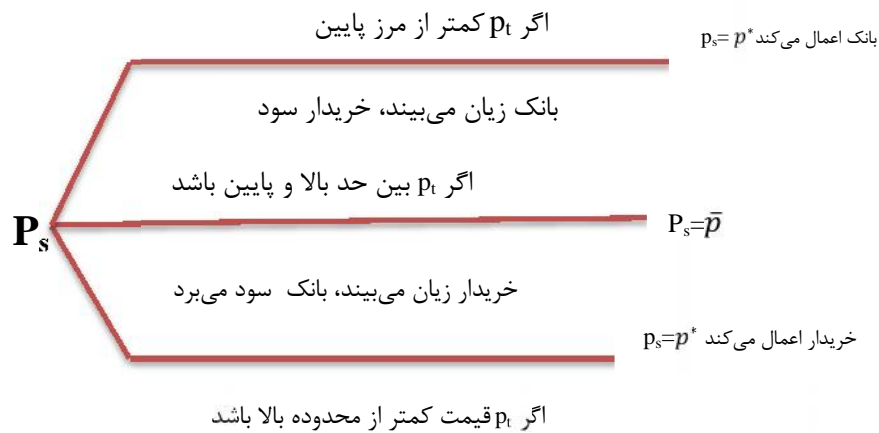 اگر pt کمتر از مرز پایین
بانک اعمال می‌کند ps= p*
بانک زیان می‌بیند، خریدار سود
اگر pt بین حد بالا و پایین باشد
Ps
Ps=p̄
خریدار زیان می‌بیند، بانک سود می‌برد
خریدار اعمال می‌کند ps=p*
اگر pt قیمت کمتر از محدوده بالا باشد